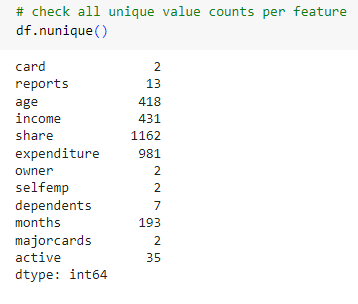 # check all unique value counts per feature
df.nunique()
card 2
reports 13
age 418
income 431
share 1162
expenditure 981
owner 2
selfemp 2
dependents 7
months 193
majorcards 2
active 35
dtype: int64